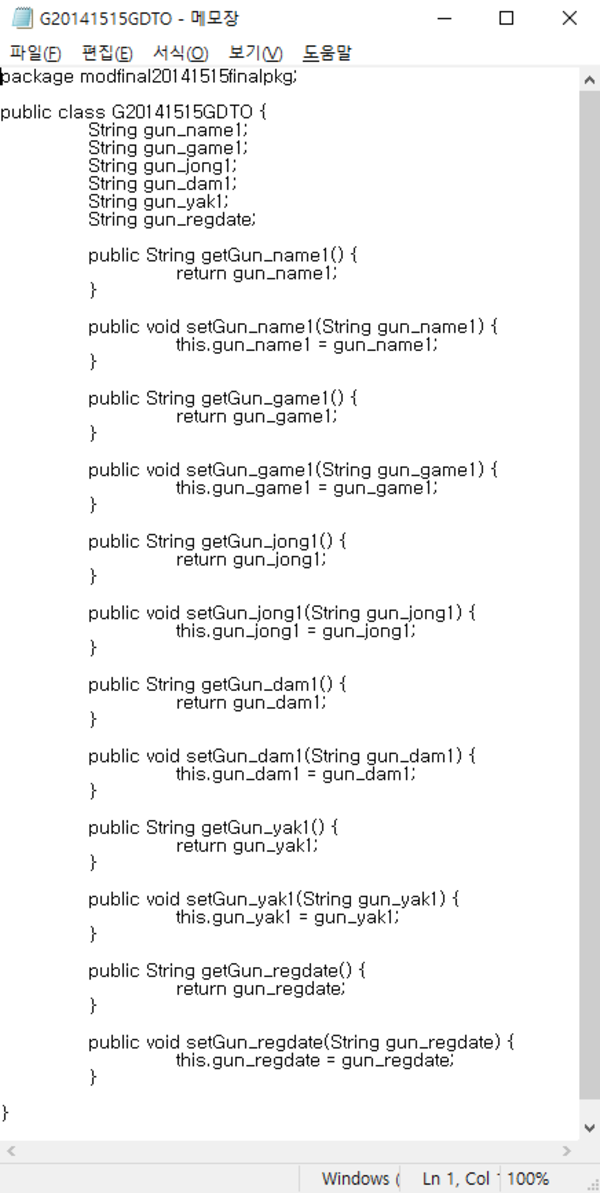 G20141515GDTO - 메모장
파일(F) 편집(E) 서식(O) 보기(V) 도움말
package modfinal20141515finalpkg;
public class G20141515GDTO {
String gun_name1;
String gun_game1;
String gun_jong1;
String gun_dam1;
String gun_yak1;
String gun_regdate;
public String getGun_name1() {
return gun_name1;
}
public void setGun_name1(String gun_name1) {
this.gun_name1 = gun_name1;
}
public String getGun_game1() {
return gun_game1;
}
public void setGun_game1(String gun_game1) {
this.gun_game1 = gun_game1;
}
public String getGun_jong1() {
return gun_jong1;
}
public void setGun_jong1(String gun_jong1) {
this.gun_jong1 = gun_jong1;
}
public String getGun_dam1() {
return gun_dam1;
}
public void setGun_dam1(String gun_dam1) {
this.gun_dam1 = gun_dam1;
}
public String getGun_yak1() {
return gun_yak1;
}
public void setGun_yak1(String gun_yak1) {
this.gun_yak1 = gun_yak1;
}
public String getGun_regdate() {
return gun_regdate;
}
public void setGun_regdate(String gun_regdate) {
this.gun_regdate = gun_regdate;
}
}
Windows ( Ln 1, Col 100%